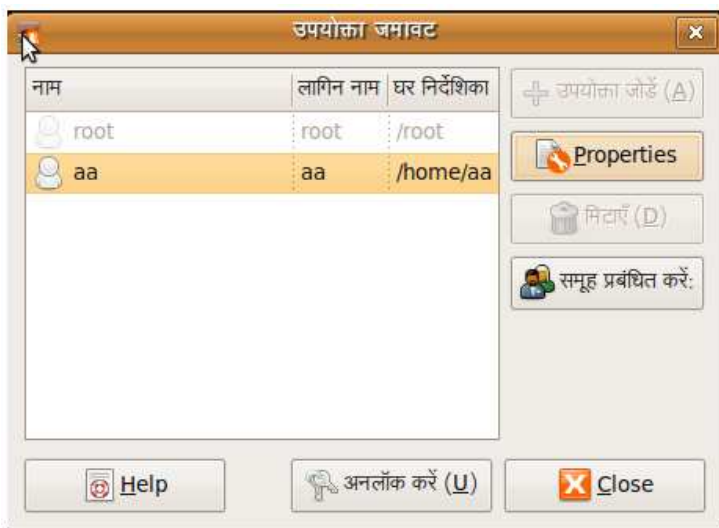 उपयोक्ता जमावट
नाम लागिन नाम घर निर्देशिका
root root /root
aa aa /home/aa
उपयोक्ता जोडें (A)
Properties
मिटाएँ (D)
समूह प्रबंधित करें:
Help अनलॉक करें (U) Close